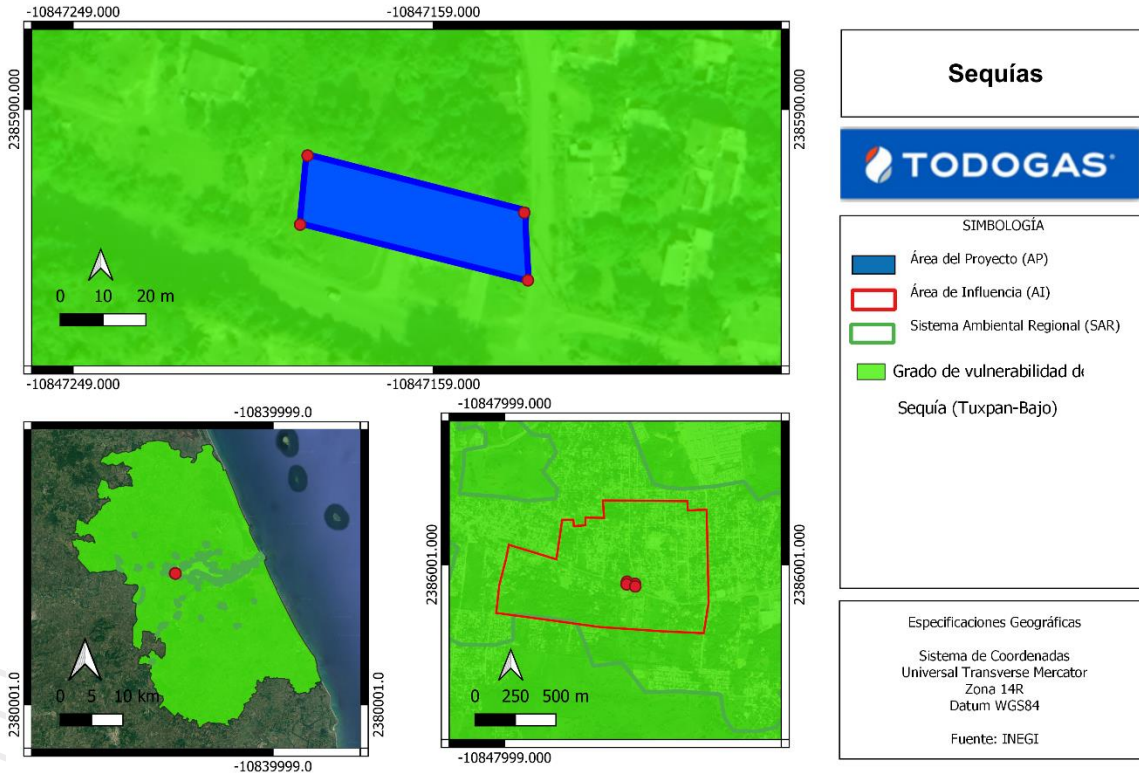 -10847249.000 -10847159.000
2385900.000 2385900.000
0 10 20 m
-10847249.000 -10847159.000
-10839999.0
2380001.0 2380001.0
0 5 10 km
-10839999.0
-10847999.000
2386001.000 2386001.000
0 250 500 m
-10847999.000
Sequías
TODOGAS
SIMBOLOGÍA
Área del Proyecto (AP)
Área de Influencia (AI)
Sistema Ambiental Regional (SAR)
Grado de vulnerabilidad de
Sequía (Tuxpan-Bajo)
Especificaciones Geográficas
Sistema de Coordenadas
Universal Transverse Mercator
Zona 14R
Datum WGS84
Fuente: INEGI